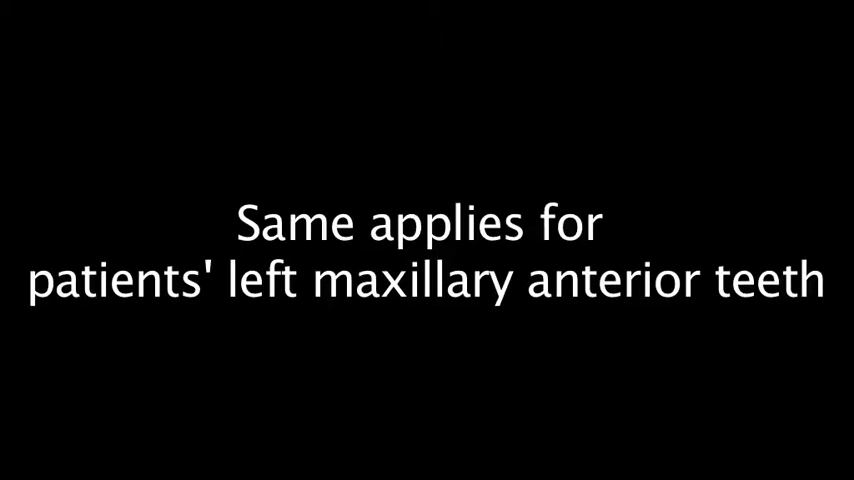 Same applies for
patients' left maxillary anterior teeth